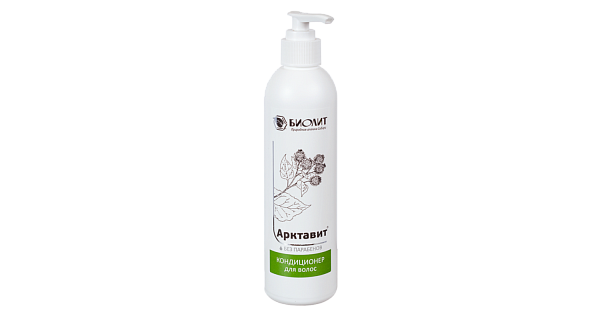 БИОЛИТ
Арктавит
БЕЗ ПАРАБЕНОВ
КОНДИЦИОНЕР
для волос